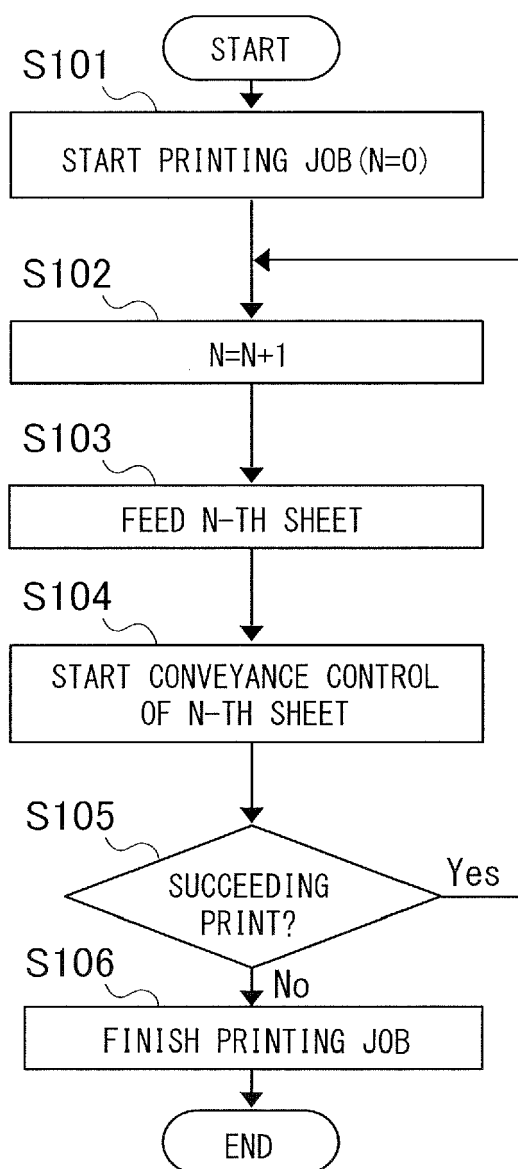 START
S101
START PRINTING JOB(N=0)
S102
N=N+1
S103
FEED N-TH SHEET
S104
START CONVEYANCE CONTROL
OF N-TH SHEET
S105
SUCCEEDING
PRINT?
Yes
No
S106
FINISH PRINTING JOB
END